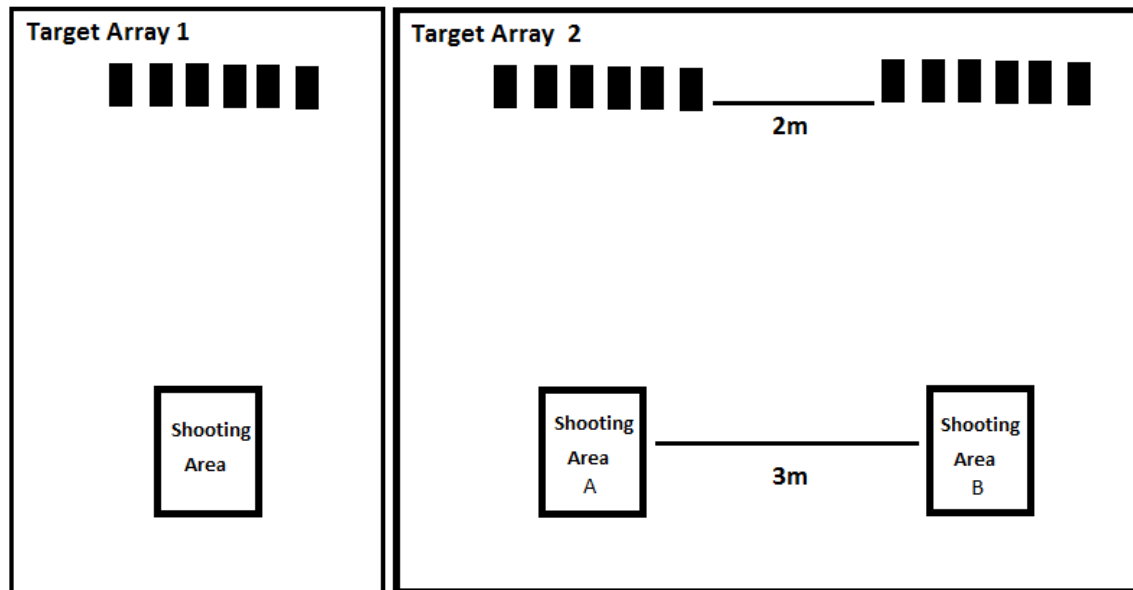 Target Array 1
Shooting
Area
Target Array 2
2m
Shooting
Area
A
3m
Shooting
Area
B